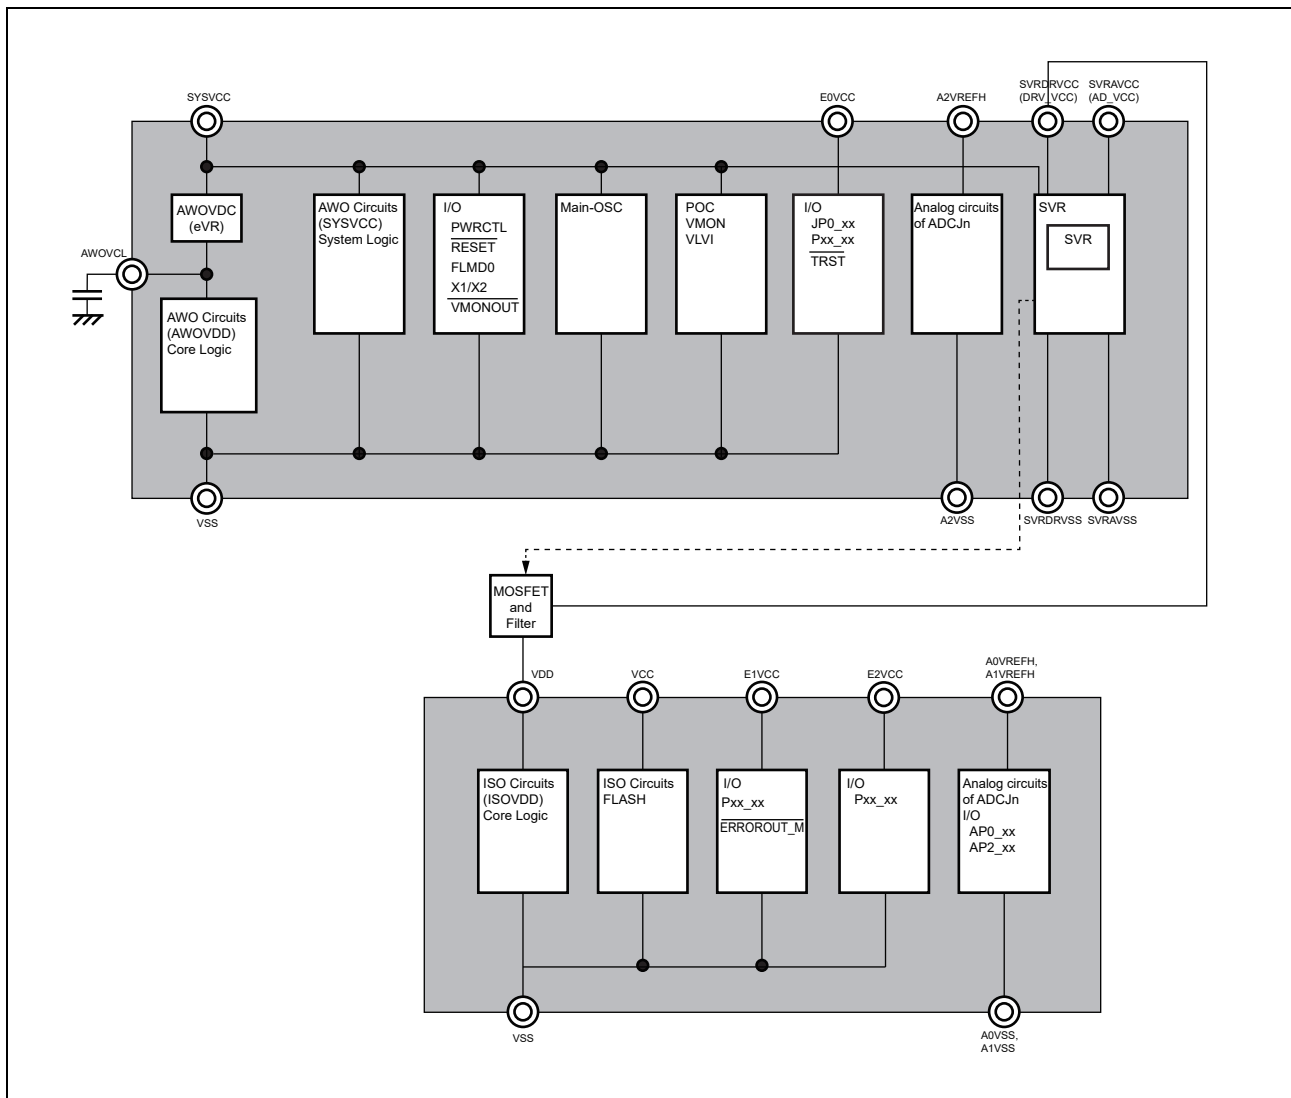 SYSVCC
E0VCC
A2VREFH
SVRDRVCC
(DRV_VCC)
SVRAVCC
(AD_VCC)
AWOVDC
(eVR)
AWO Circuits
(SYSVCC)
System Logic
I/O
PWRCTL
RESET
FLMD0
X1/X2
VMONOUT
Main-OSC
POC
VMON
VLVI
I/O
JP0_xx
Pxx_xx
TRST
Analog circuits
of ADCJn
SVR
SVR
AWOVCL
AWO Circuits
(AWOVDD)
Core Logic
VSS
A2VSS
SVRDRVSS
SVRAVSS
MOSFET
and
Filter
VDD
VCC
E1VCC
E2VCC
A0VREFH,
A1VREFH
ISO Circuits
(ISOVDD)
Core Logic
ISO Circuits
FLASH
I/O
Pxx_xx
ERROROUT_M
I/O
Pxx_xx
Analog circuits
of ADCJn
I/O
AP0_xx
AP2_xx
VSS
A0VSS,
A1VSS